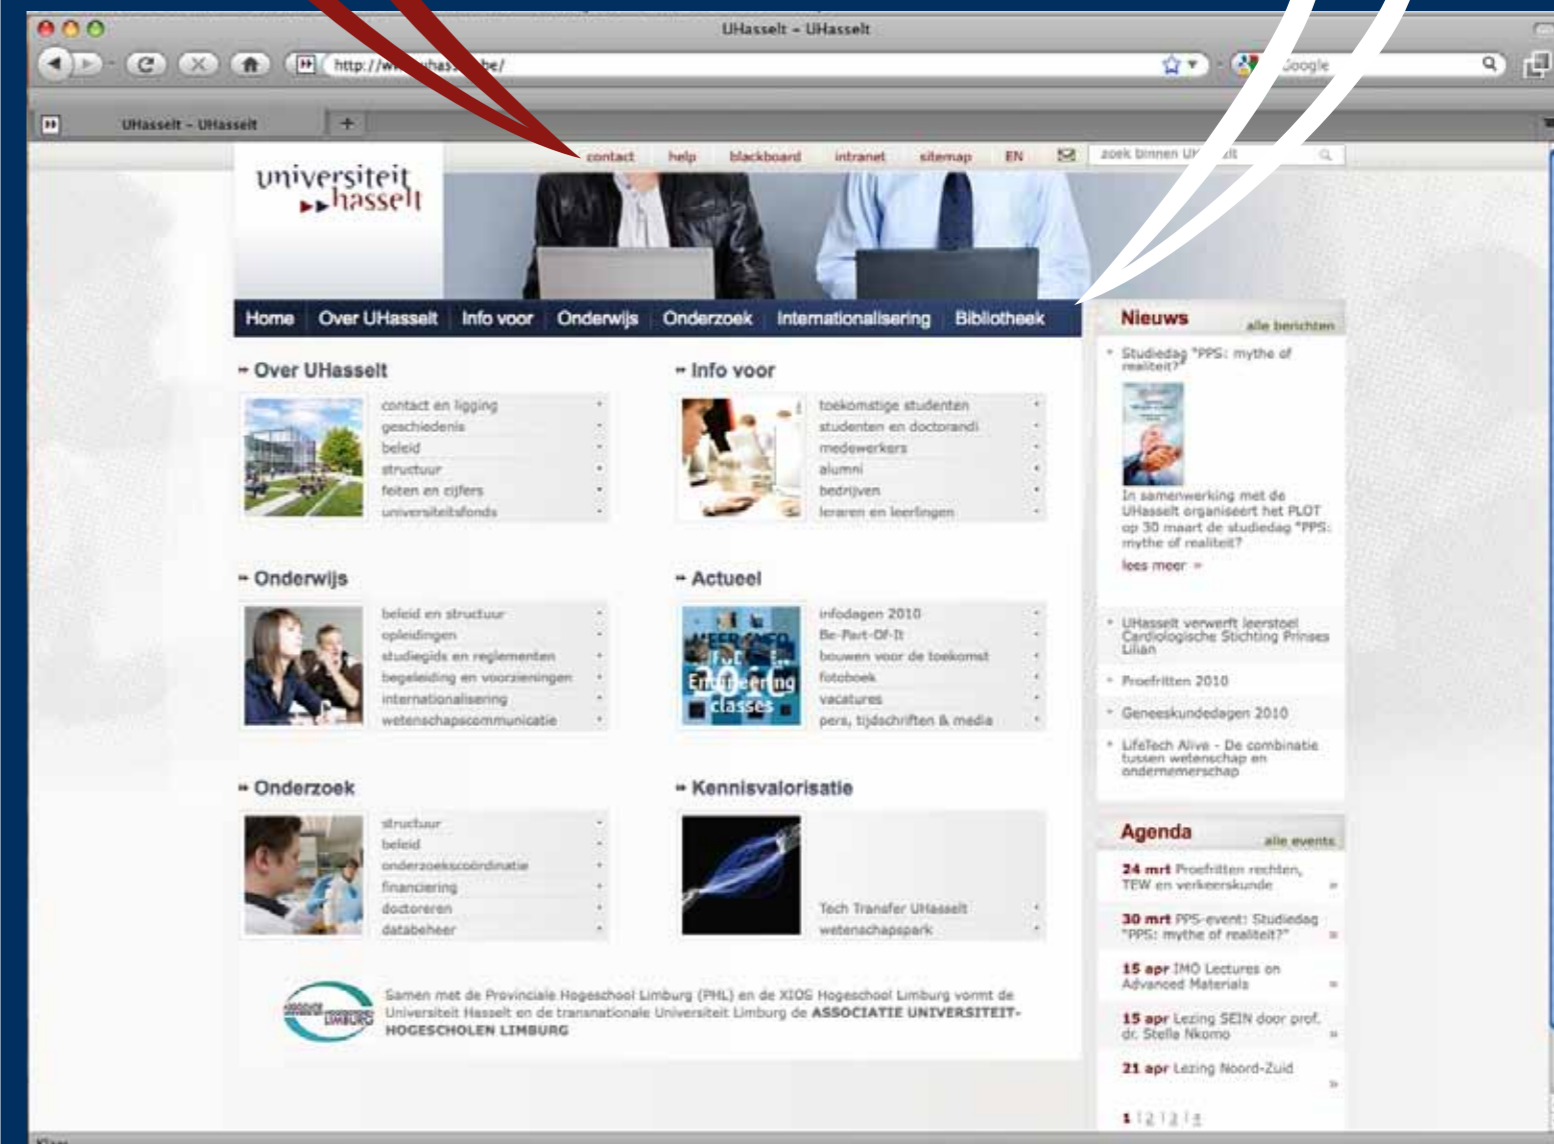 UHasselt – UHasselt
Google
UHasselt – UHasselt
+
contact help blackboard intranet sitemap EN
zoek binnen
universiteit
hasselt
Home Over UHasselt Info voor Onderwijs Onderzoek Internationalisering Bibliotheek
Over UHasselt
contact en ligging
geschiedenis
beleid
structuur
feiten en cijfers
universiteitsfonds
Info voor
toekomstige studenten
studenten en doctorandi
medewerkers
alumni
bedrijven
leraren en leerlingen
Onderwijs
beleid en structuur
opleidingen
studiegids en reglementen
begeleiding en voorzieningen
internationalisering
wetenschapscommunicatie
Actueel
MEER INFO
2010
Engineering
classes
infodagen 2010
Be-Part-Of-It
bouwen voor de toekomst
fotoboek
vacatures
pers, tijdschriften & media
Onderzoek
structuur
beleid
onderzoekscoördinatie
financiering
doctoreren
databeheer
Kennisvalorisatie
Tech Transfer UHasselt
wetenschapspark
LIMBURG
Samen met de Provinciale Hogeschool Limburg (PHL) en de XIOS Hogeschool Limburg vormt de
Universiteit Hasselt en de transnationale Universiteit Limburg de ASSOCIATIE UNIVERSITEIT-
HOGESCHOLEN LIMBURG
Nieuws alle berichten
Studiedag "PPS: mythe of
realiteit?"
In samenwerking met de
UHasselt organiseert het PLOT
op 30 maart de studiedag "PPS:
mythe of realiteit?
lees meer »
UHasselt verwerft leerstoel
Cardiologische Stichting Prinses
Lilian
Proefritten 2010
Geneeskundedagen 2010
LifeTech Alive - De combinatie
tussen wetenschap en
ondernemerschap
Agenda alle events
24 mrt Proefritten rechten,
TEW en verkeerskunde »
30 mrt PPS-event: Studiedag
"PPS: mythe of realiteit?" »
15 apr IMO Lectures on
Advanced Materials »
15 apr Lezing SEIN door prof.
dr. Stella Nkomo »
21 apr Lezing Noord-Zuid
»
1 | 2 | 3 | 4